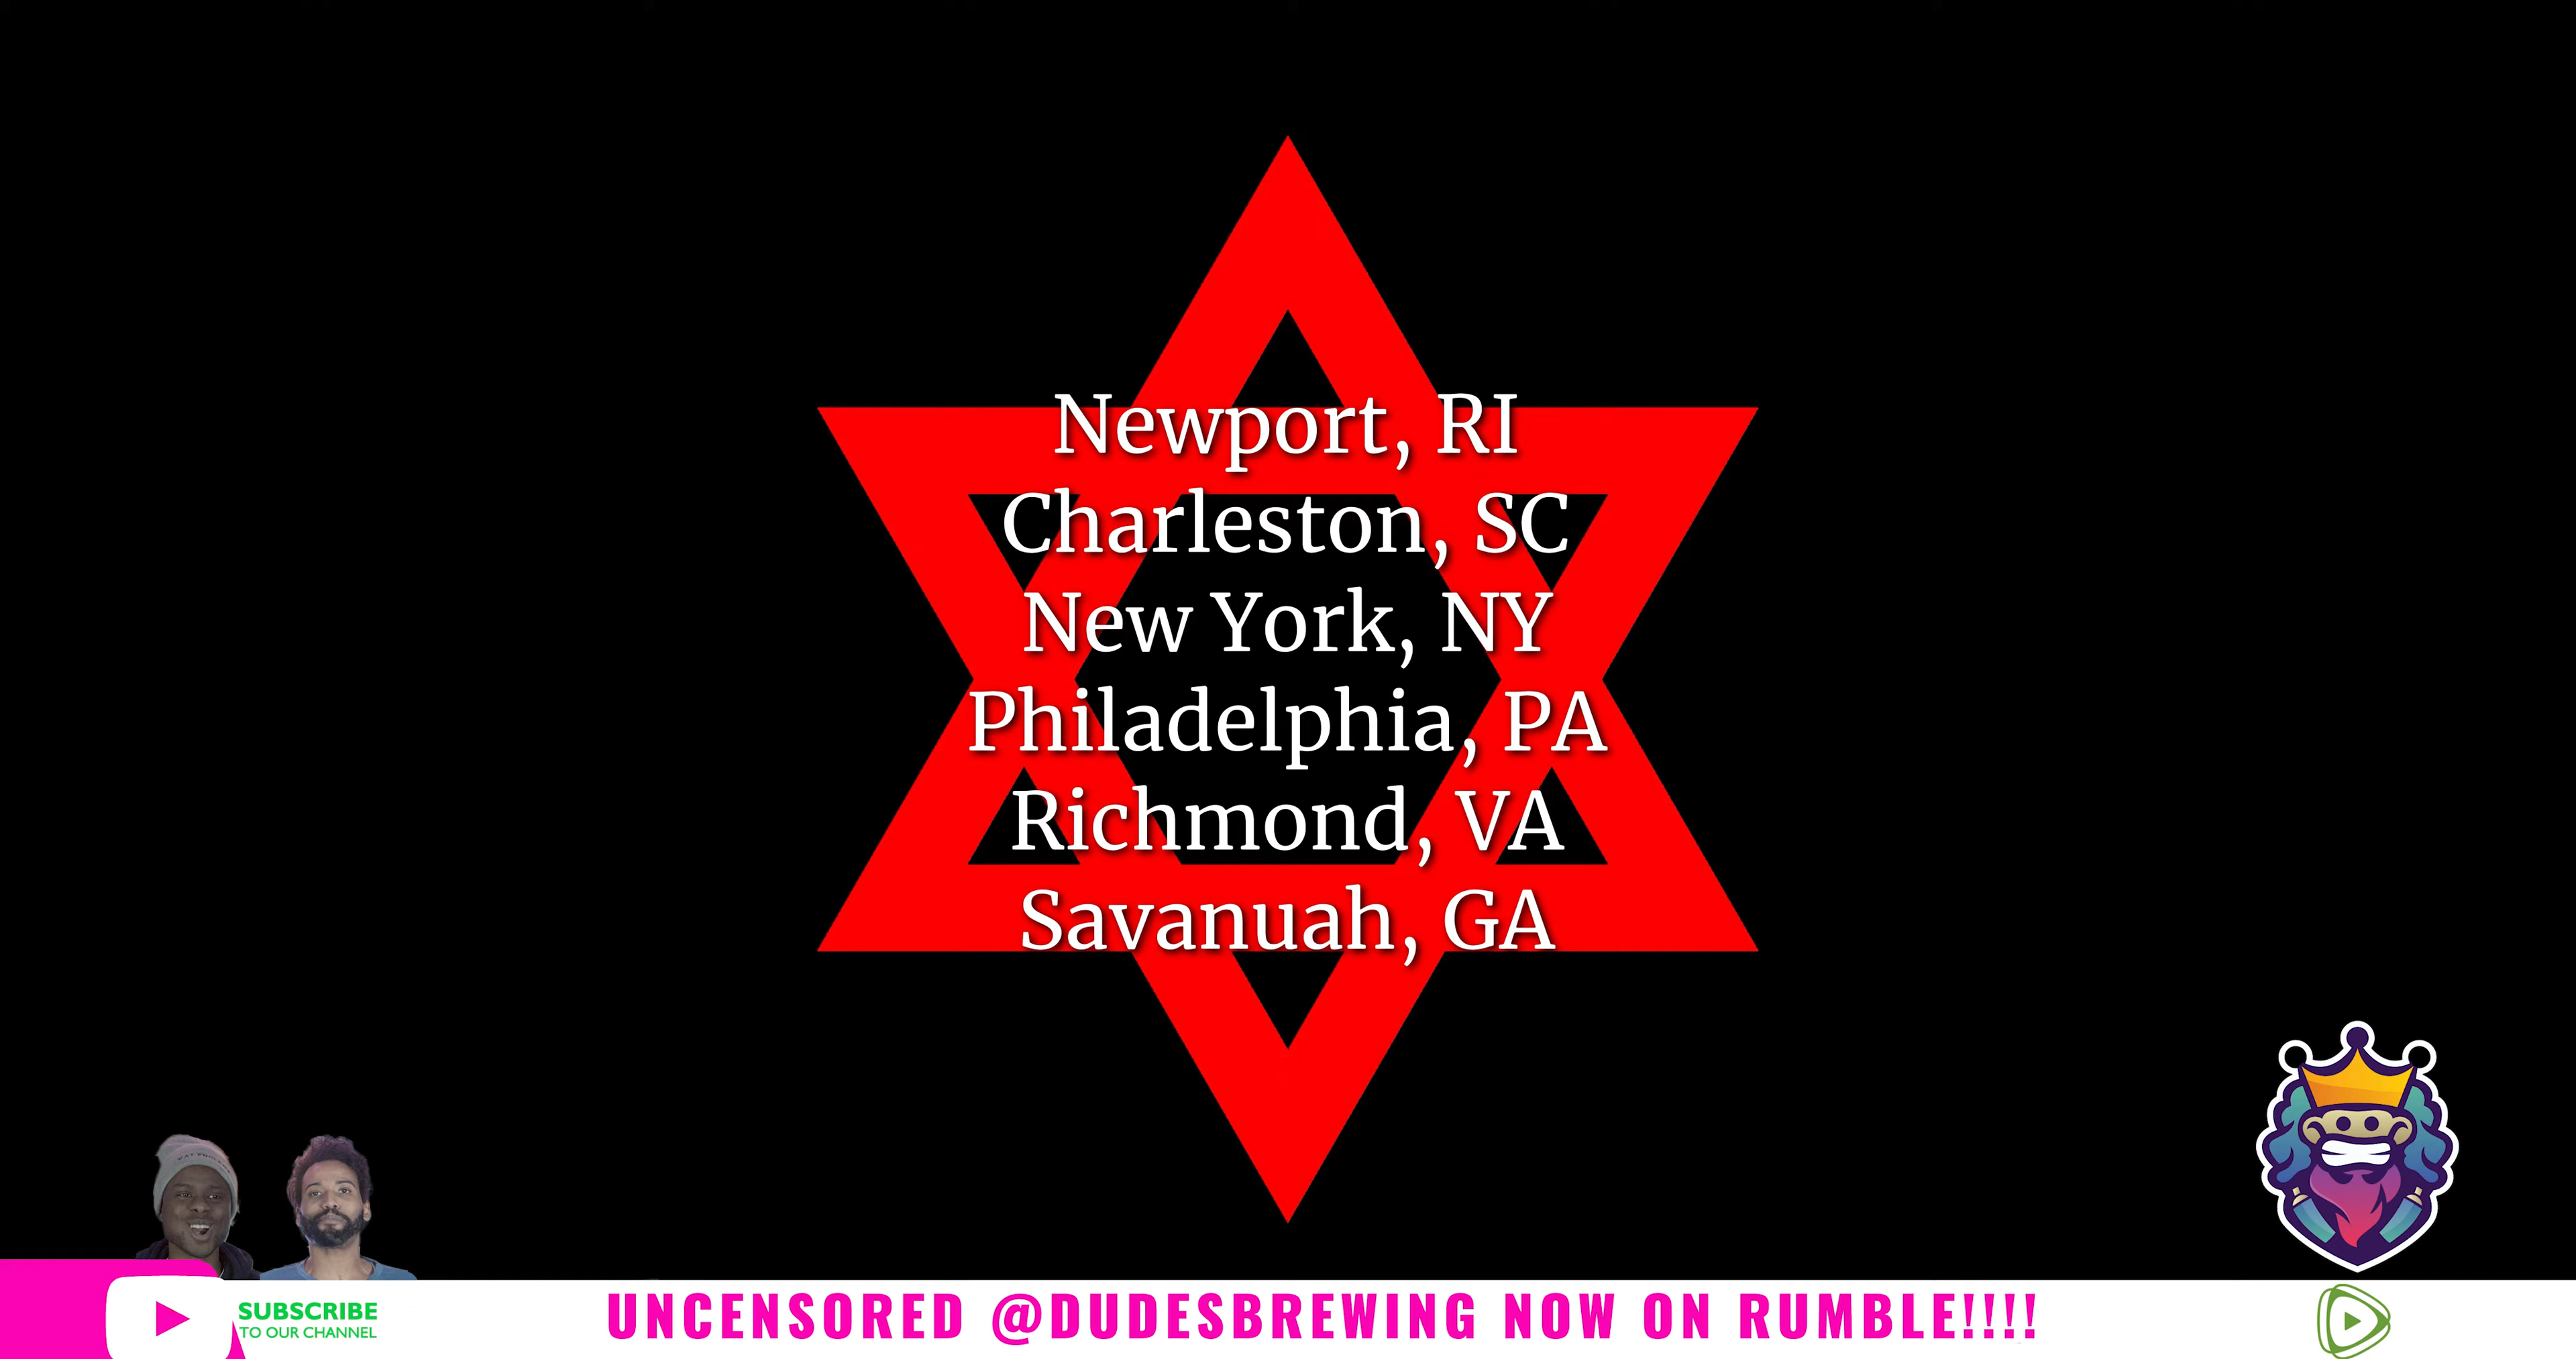 Newport, RI
Charleston, SC
New York, NY
Philadelphia, PA
Richmond, VA
Savanuah, GA
SUBSCRIBE
TO OUR CHANNEL
UNCENSORED @DUDESBREWING NOW ON RUMBLE!!!!